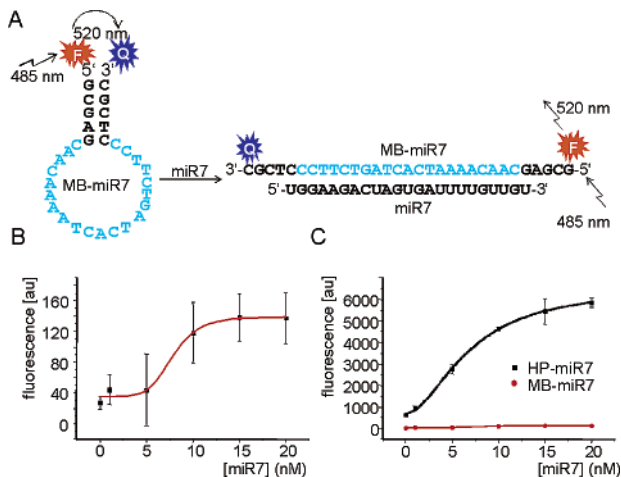 A
520 nm
F
Q
485 nm
5' 3'
G C
C G
G C
A T
G C
CAACAAAATCACTAGTCTTCC
MB-miR7
miR7
520 nm
Q
F
MB-miR7
3'-CGCTCCCTTCTGATCACTAAAACAACGAGCG-5'
5'-UGGAAGACUAGUGAUUUUGUUGU-3'
miR7
485 nm
B
fluorescence [au]
160
120
80
40
0
0 5 10 15 20
[miR7] (nM)
C
fluorescence [au]
6000
5000
4000
3000
2000
1000
0
HP-miR7
MB-miR7
0 5 10 15 20
[miR7] (nM)